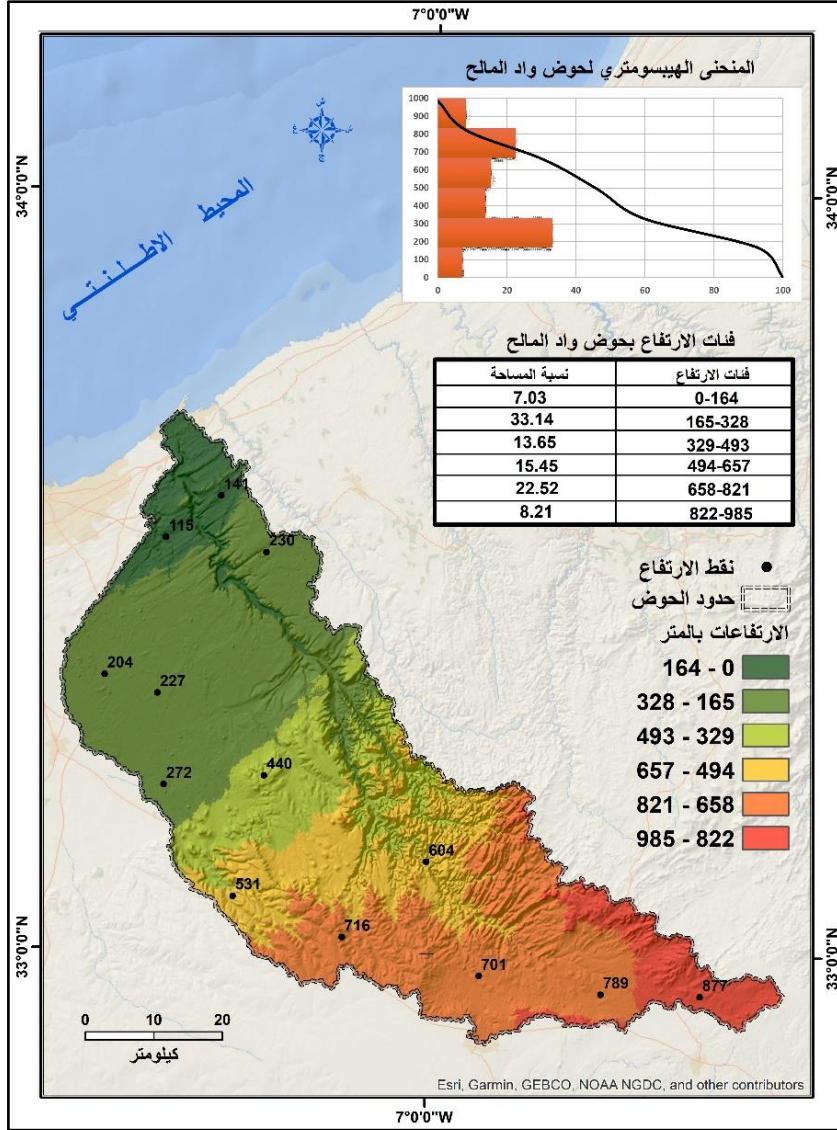 7°0'0"W
المنحنى الهيبسومتري لحوض واد المالح
1000
900
800
700
600
500
400
300
200
100
0
0 20 40 60 80 100
ش
غ
ج
34°0'0"N
34°0'0"N
المحيط الاطلنتي
فئات الارتفاع بحوض واد المالح
فئات الارتفاع نسبة المساحة
0-164 7.03
165-328 33.14
329-493 13.65
494-657 15.45
658-821 22.52
822-985 8.21
141
115
230
204
227
272
440
604
531
716
701
789
877
نقط الارتفاع
حدود الحوض
الارتفاعات بالمتر
164 - 0
328 - 165
493 - 329
657 - 494
821 - 658
985 - 822
33°0'0"N
33°0'0"N
0 10 20
كيلومتر
Esri, Garmin, GEBCO, NOAA NGDC, and other contributors
7°0'0"W